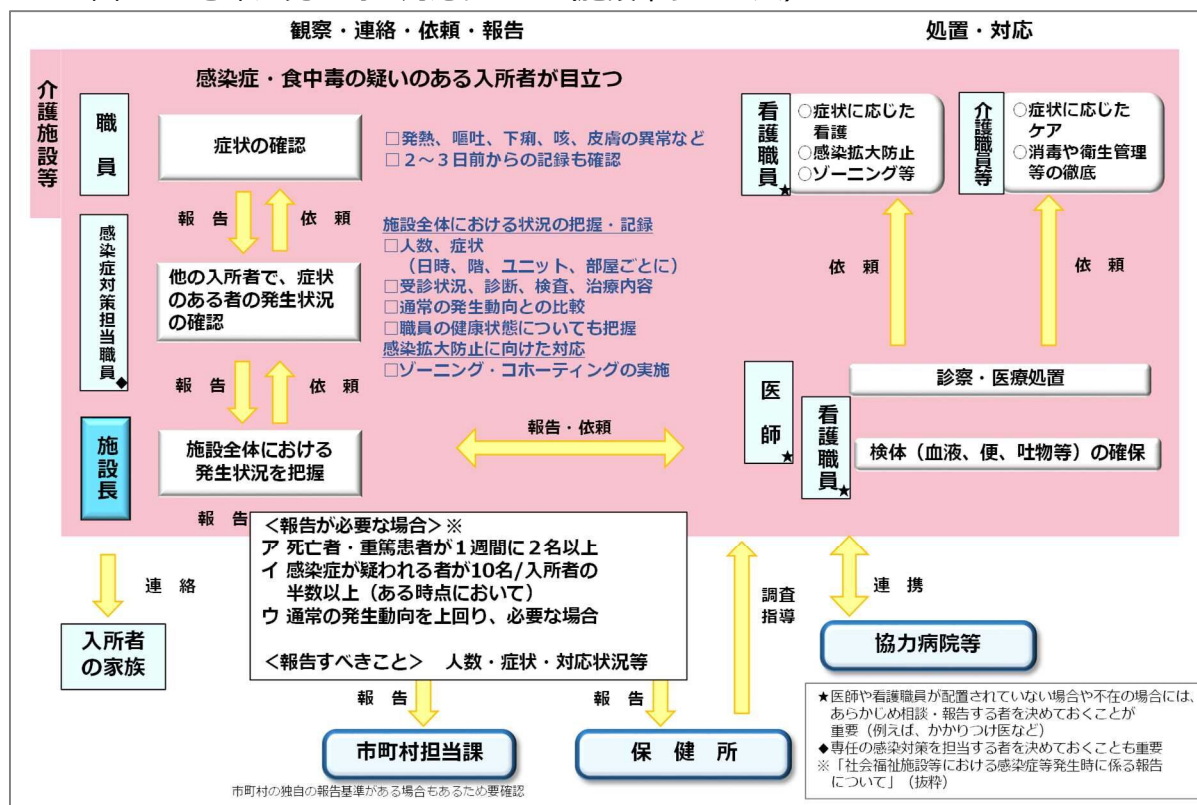 観察・連絡・依頼・報告
処置・対応
介護施設等
感染症・食中毒の疑いのある入所者が目立つ
職員
症状の確認
□発熱、嘔吐、下痢、咳、皮膚の異常など
□２～３日前からの記録も確認
報告
依頼
感染症対策担当職員◆
他の入所者で、症状
のある者の発生状況
の確認
施設全体における状況の把握・記録
□人数、症状
（日時、階、ユニット、部屋ごとに）
□受診状況、診断、検査、治療内容
□通常の発生動向との比較
□職員の健康状態についても把握
感染拡大防止に向けた対応
□ゾーニング・コホーティングの実施
報告
依頼
施設長
施設全体における
発生状況を把握
報告・依頼
看護職員★
○症状に応じた
看護
○感染拡大防止
○ゾーニング等
介護職員等
○症状に応じた
ケア
○消毒や衛生管理
等の徹底
依頼
依頼
医師★
看護職員★
診察・医療処置
検体（血液、便、吐物等）の確保
報告
＜報告が必要な場合＞※
ア 死亡者・重篤患者が１週間に２名以上
イ 感染症が疑われる者が10名/入所者の
半数以上（ある時点において）
ウ 通常の発生動向を上回り、必要な場合
＜報告すべきこと＞ 人数・症状・対応状況等
連絡
入所者
の家族
報告
報告
調査
指導
連携
市町村担当課
保健所
協力病院等
市町村の独自の報告基準がある場合もあるため要確認
★医師や看護職員が配置されていない場合や不在の場合には、
あらかじめ相談・報告する者を決めておくことが
重要（例えば、かかりつけ医など）
◆専任の感染対策を担当する者を決めておくことも重要
※「社会福祉施設等における感染症等発生時に係る報告
について」（抜粋）